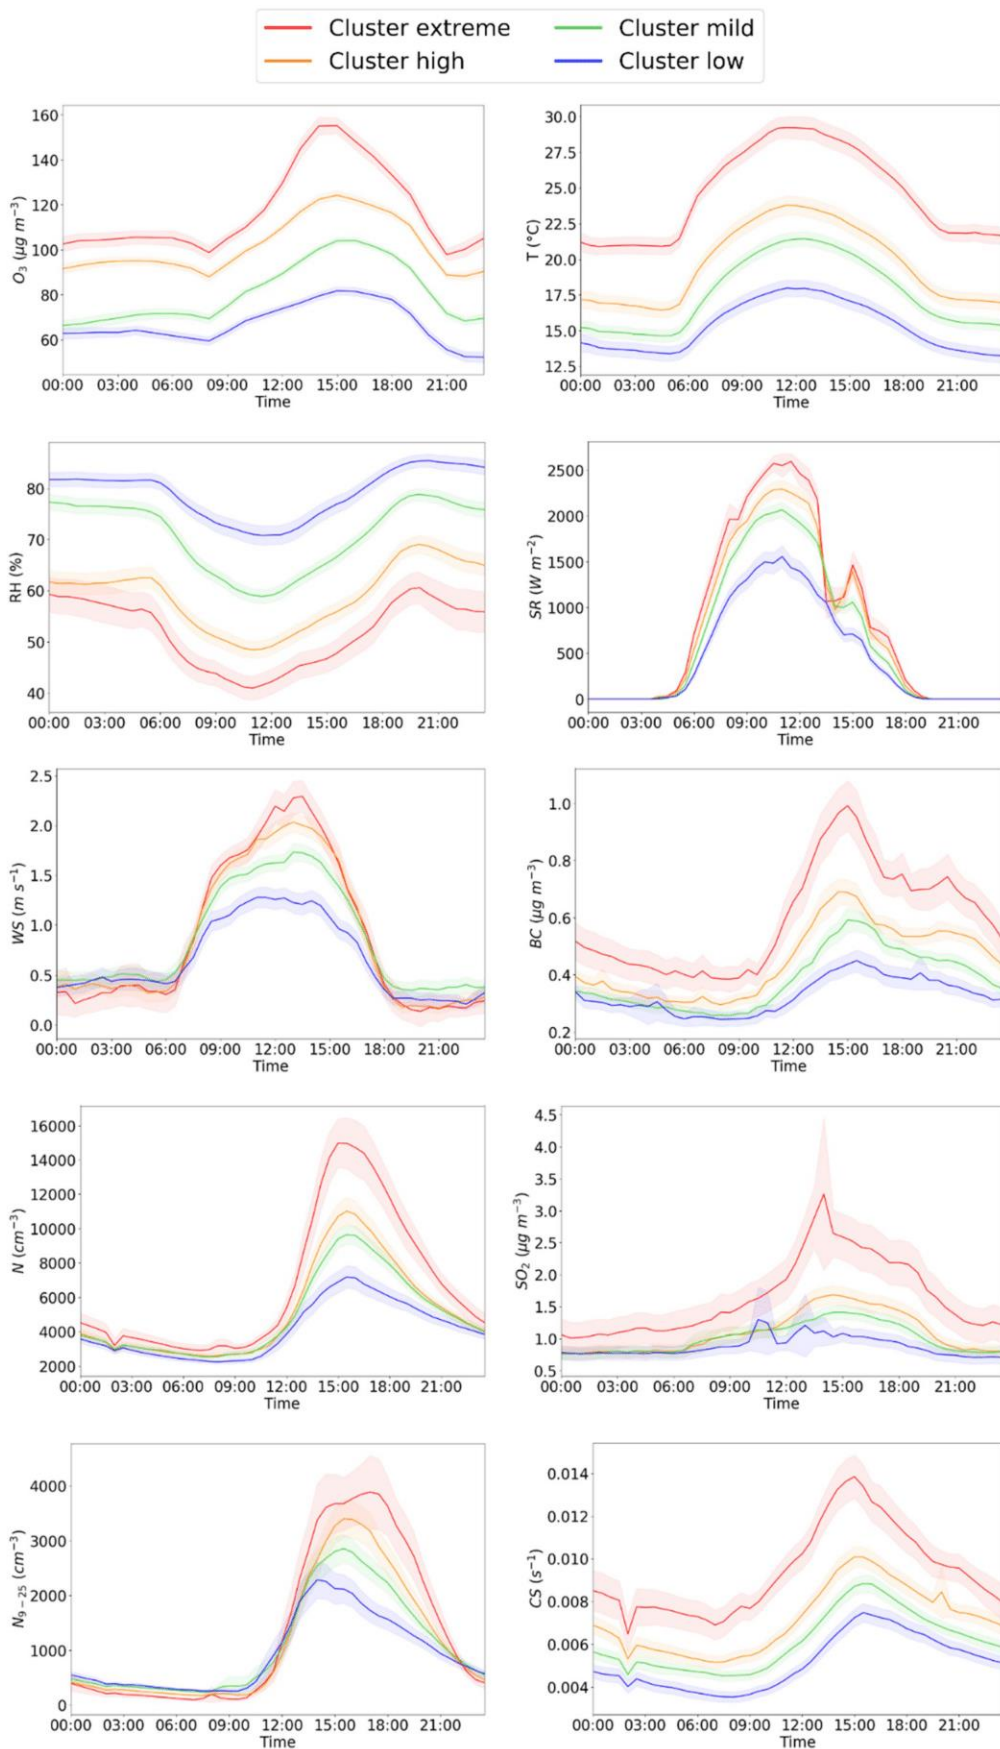 Cluster extreme
Cluster mild
Cluster high
Cluster low
O₃ (μg m⁻³)
160
140
120
100
80
60
00:00 03:00 06:00 09:00 12:00 15:00 18:00 21:00
Time
T (°C)
30.0
27.5
25.0
22.5
20.0
17.5
15.0
12.5
00:00 03:00 06:00 09:00 12:00 15:00 18:00 21:00
Time
RH (%)
80
70
60
50
40
00:00 03:00 06:00 09:00 12:00 15:00 18:00 21:00
Time
SR (W m⁻²)
2500
2000
1500
1000
500
0
00:00 03:00 06:00 09:00 12:00 15:00 18:00 21:00
Time
WS (m s⁻¹)
2.5
2.0
1.5
1.0
0.5
0.0
00:00 03:00 06:00 09:00 12:00 15:00 18:00 21:00
Time
BC (μg m⁻³)
1.0
0.8
0.6
0.4
0.2
00:00 03:00 06:00 09:00 12:00 15:00 18:00 21:00
Time
N (cm⁻³)
16000
14000
12000
10000
8000
6000
4000
2000
00:00 03:00 06:00 09:00 12:00 15:00 18:00 21:00
Time
SO₂ (μg m⁻³)
4.5
4.0
3.5
3.0
2.5
2.0
1.5
1.0
0.5
00:00 03:00 06:00 09:00 12:00 15:00 18:00 21:00
Time
N₉₋₂₅ (cm⁻³)
4000
3000
2000
1000
0
00:00 03:00 06:00 09:00 12:00 15:00 18:00 21:00
Time
CS (s⁻¹)
0.014
0.012
0.010
0.008
0.006
0.004
00:00 03:00 06:00 09:00 12:00 15:00 18:00 21:00
Time